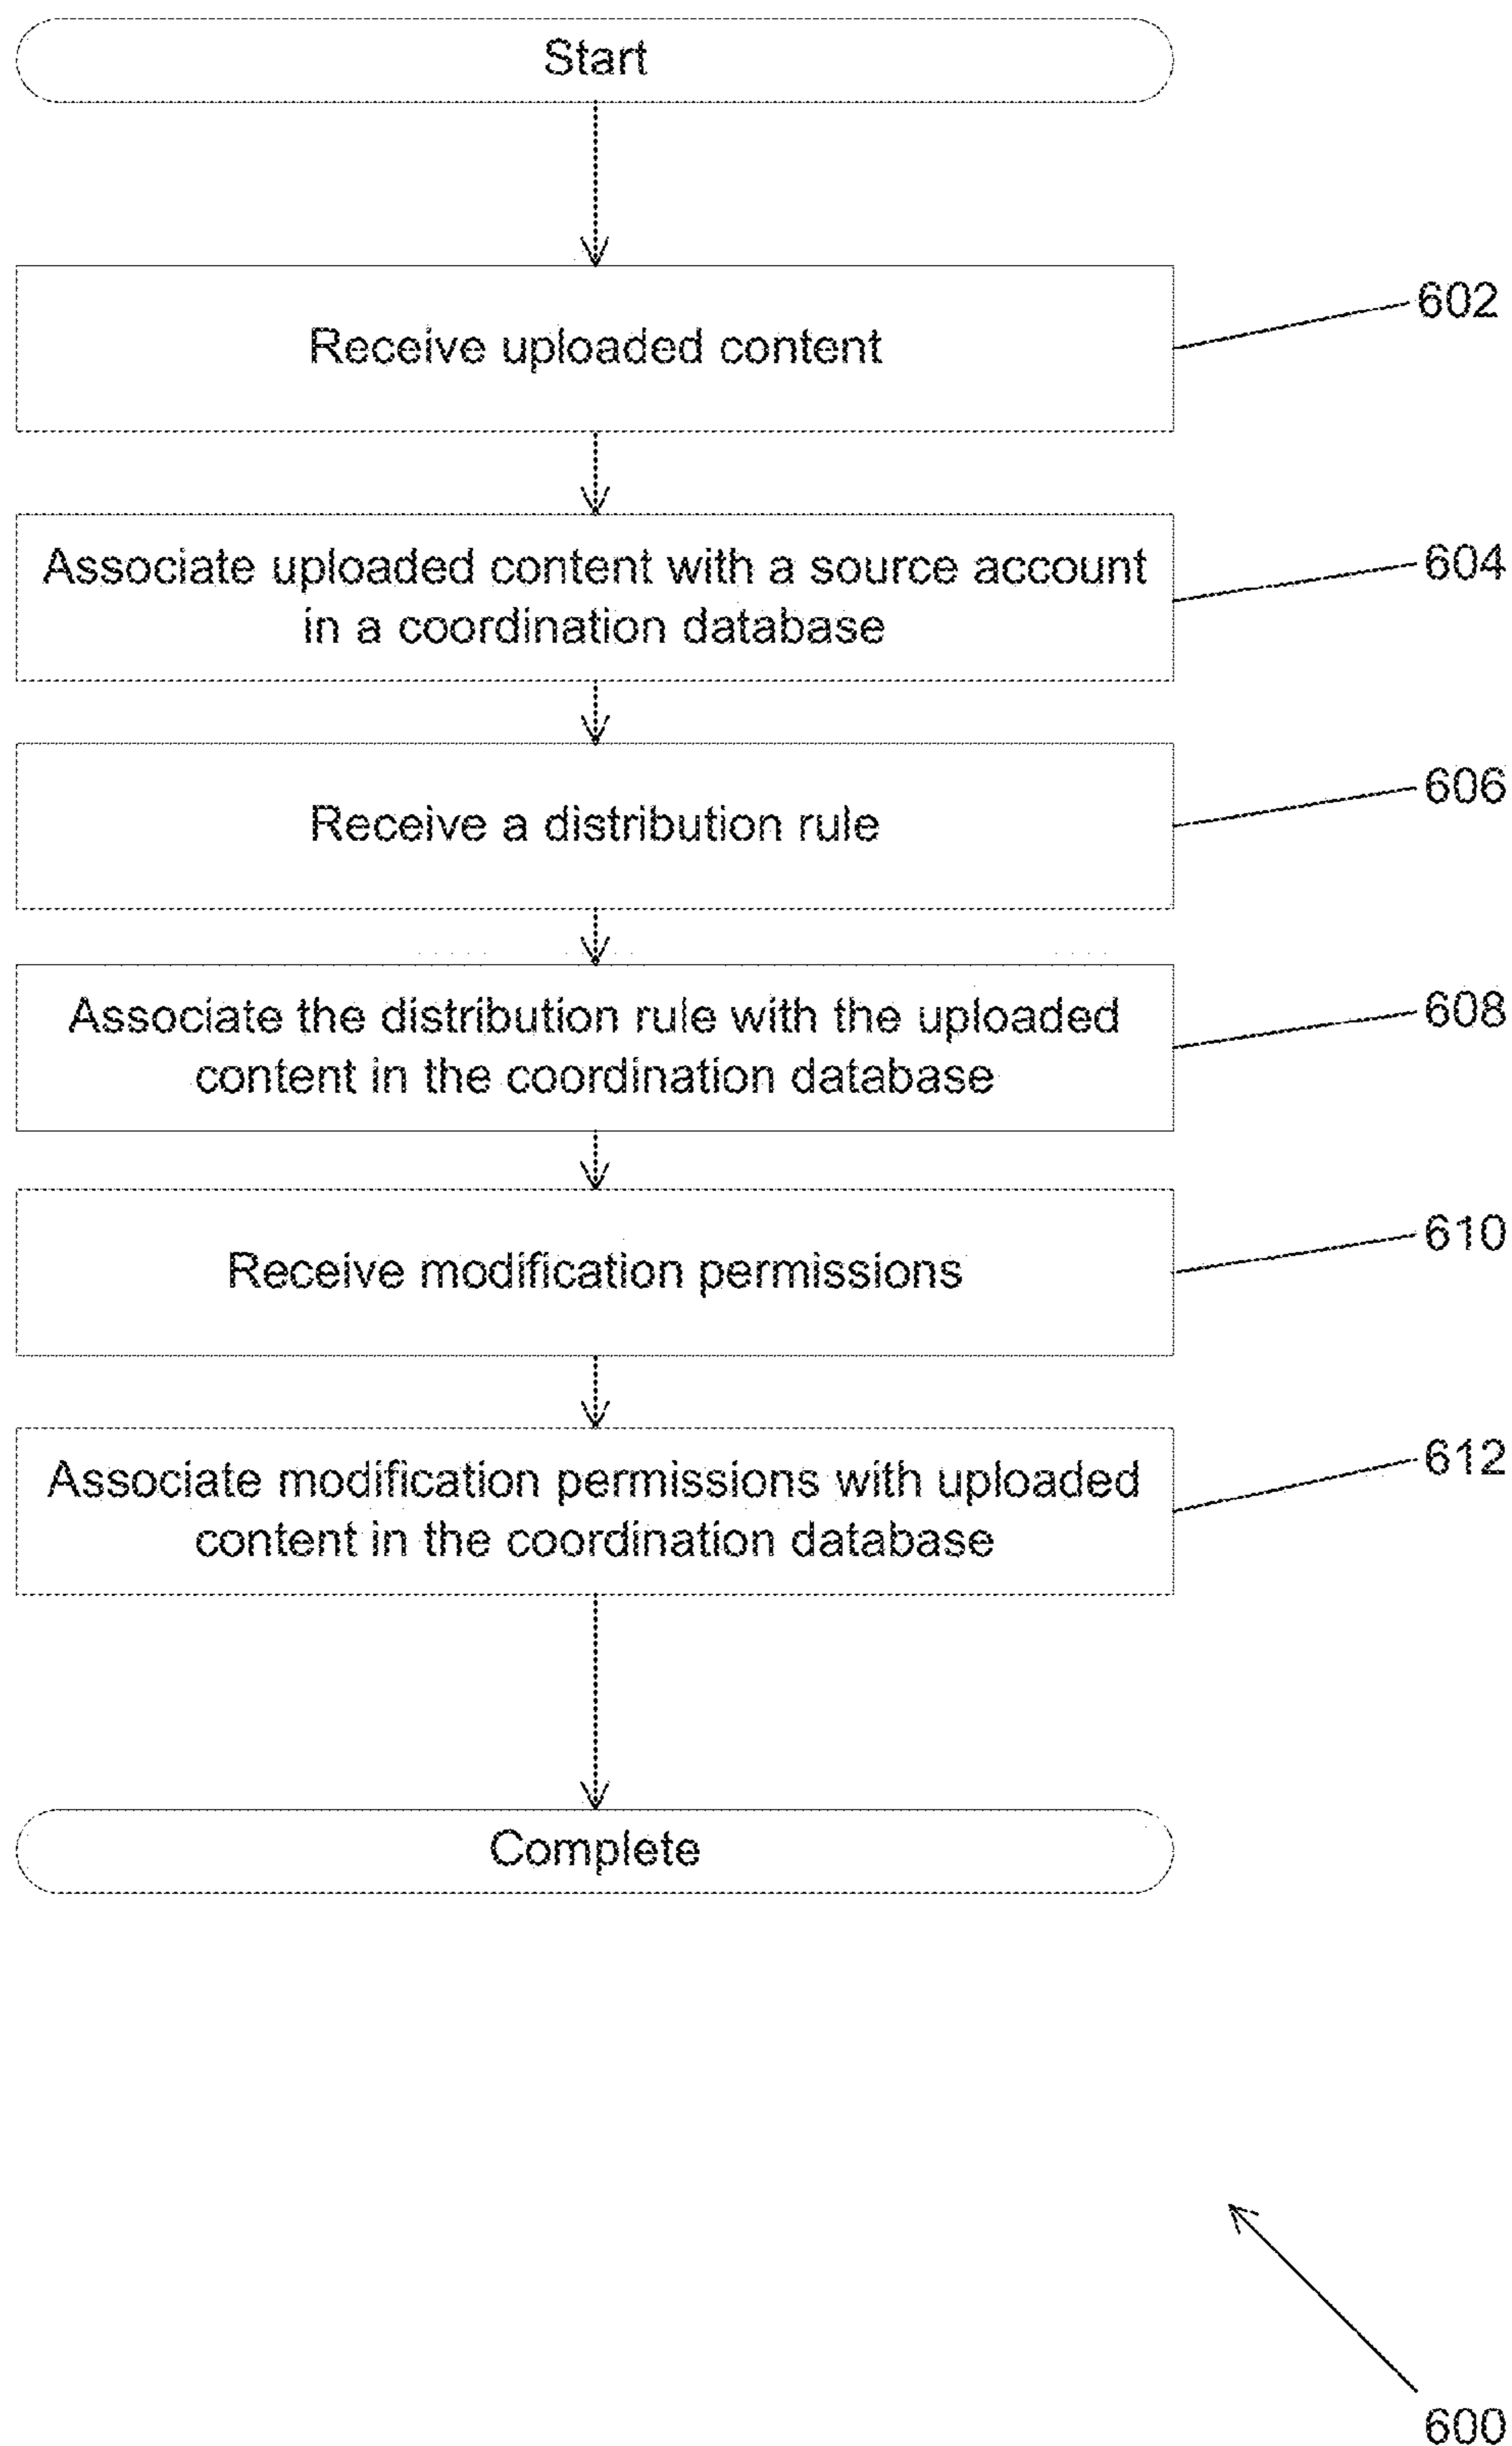 Start
Receive uploaded content
602
Associate uploaded content with a source account
in a coordination database
604
Receive a distribution rule
606
Associate the distribution rule with the uploaded
content in the coordination database
608
Receive modification permissions
610
Associate modification permissions with uploaded
content in the coordination database
612
Complete
600